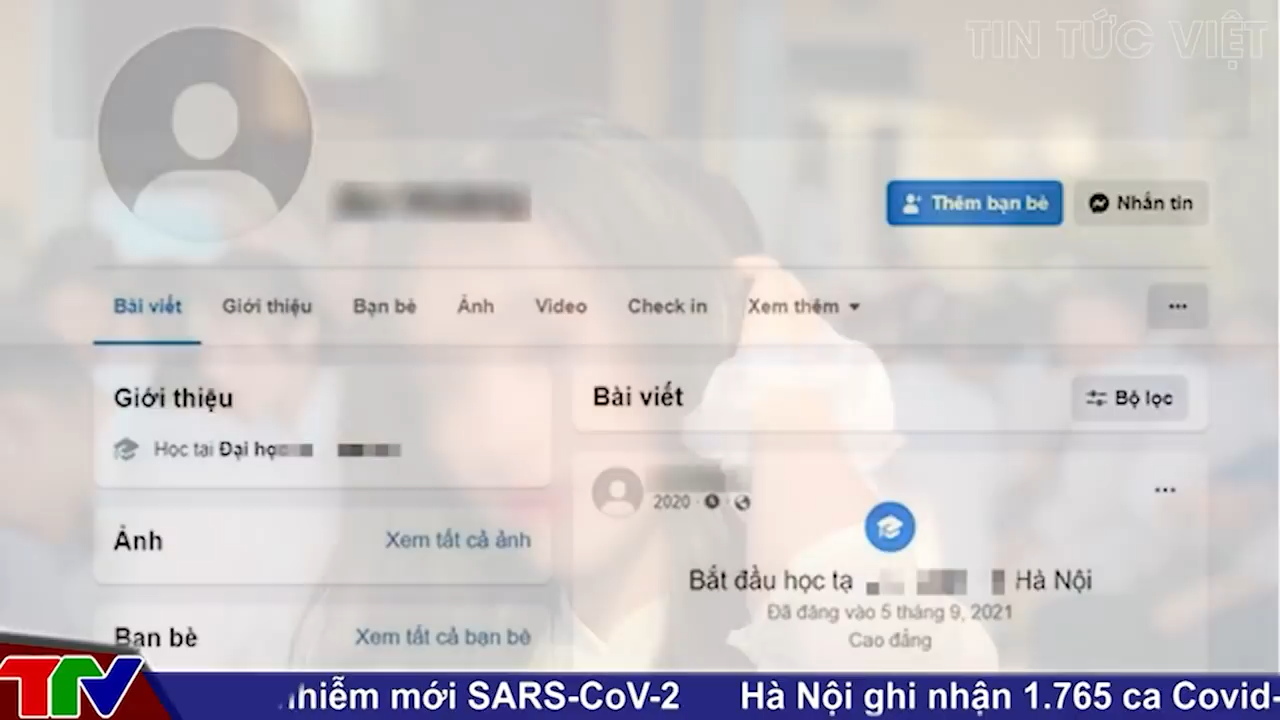 TIN TỨC VIỆT
Thêm bạn bè
Nhắn tin
Bài viết Giới thiệu Bạn bè Ảnh Video Check in Xem thêm
Giới thiệu
Học tại Đại học
Ảnh
Xem tất cả ảnh
Bạn bè
Xem tất cả bạn bè
Bài viết
Bộ lọc
2020
Bắt đầu học tạ Hà Nội
Đã đăng vào 5 tháng 9, 2021
Cao đẳng
TTV
nhiễm mới SARS-CoV-2 Hà Nội ghi nhận 1.765 ca Covid-